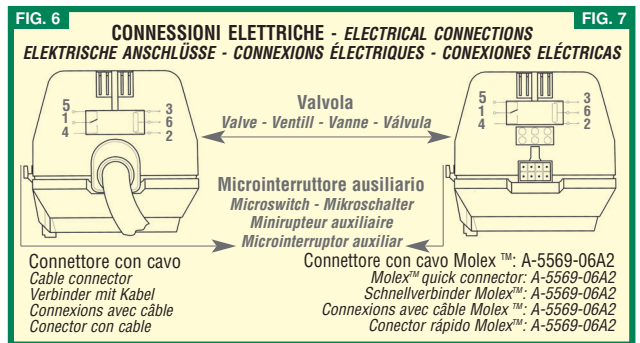 FIG. 6
FIG. 7
CONNESSIONI ELETTRICHE - ELECTRICAL CONNECTIONS
ELEKTRISCHE ANSCHLÜSSE - CONNEXIONS ÉLECTRIQUES - CONEXIONES ELÉCTRICAS
5 3
1 6
4 2
Valvola
Valve - Ventill - Vanne - Válvula
5 3
1 6
4 2
Microinterruttore ausiliario
Microswitch - Mikroschalter
Minirupteur auxiliaire
Microinterruptor auxiliar
Connettore con cavo
Cable connector
Verbinder mit Kabel
Connexions avec câble
Conector con cable
Connettore con cavo Molex ™: A-5569-06A2
Molex™ quick connector: A-5569-06A2
Schnellverbinder Molex™: A-5569-06A2
Connexions avec câble Molex ™: A-5569-06A2
Conector rápido Molex™: A-5569-06A2